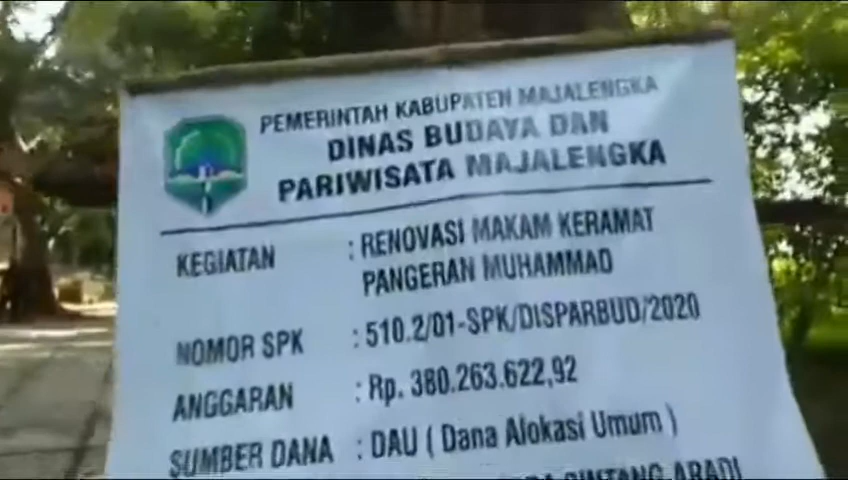 PEMERINTAH KABUPATEN MAJALENGKA
DINAS BUDAYA DAN
PARIWISATA MAJALENGKA
KEGIATAN : RENOVASI MAKAM KERAMAT
PANGERAN MUHAMMAD
NOMOR SPK : 510.2/01-SPK/DISPARBUD/2020
ANGGARAN : Rp. 380.263.622,92
SUMBER DANA : DAU ( Dana Alokasi Umum )